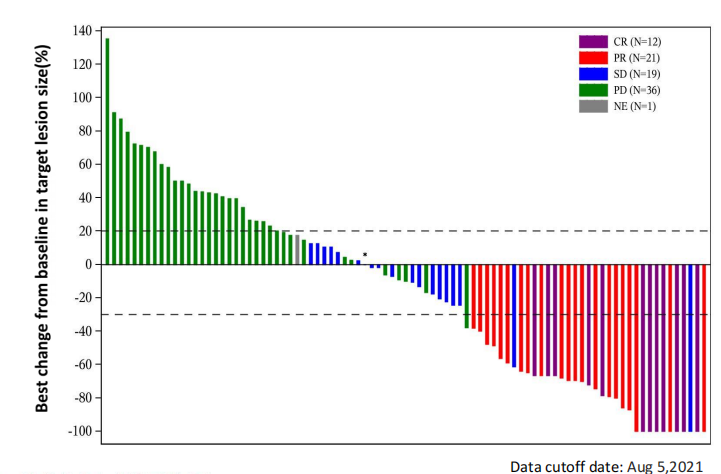 Best change from baseline in target lesion size(%)
140
120
100
80
60
40
20
0
-20
-40
-60
-80
-100
*
CR (N=12)
PR (N=21)
SD (N=19)
PD (N=36)
NE (N=1)
Data cutoff date: Aug 5,2021